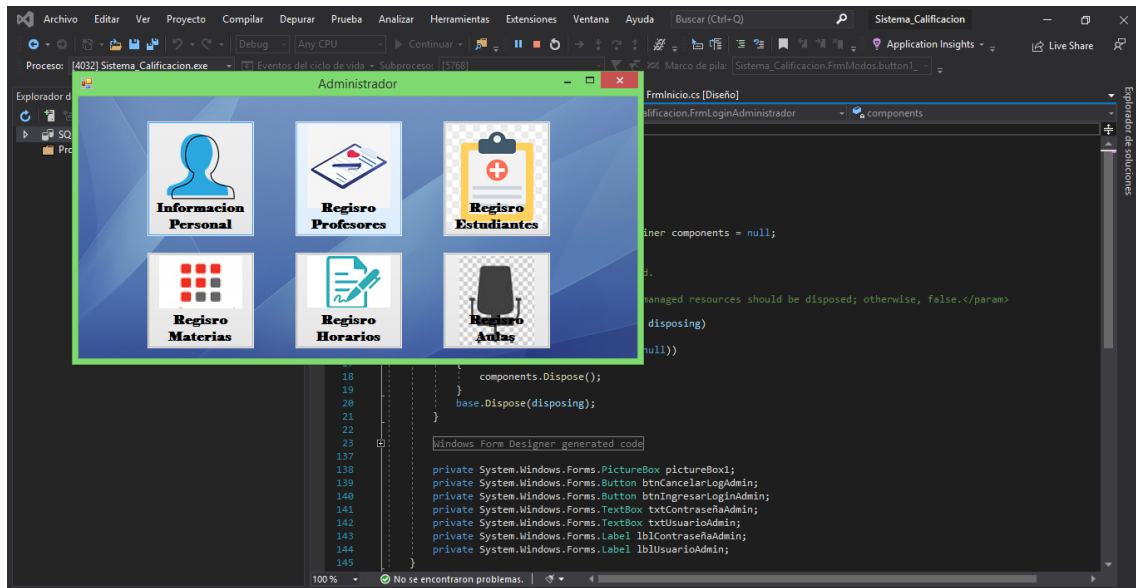 Archivo Editar Ver Proyecto Compilar Depurar Prueba Analizar Herramientas Extensiones Ventana Ayuda Buscar (Ctrl+Q) Sistema_Calificacion
Debug Any CPU Continuar Application Insights Live Share
Proceso: [4032] Sistema_Calificacion.exe Eventos del ciclo de vida Subproceso: [5768] Marco de pila: Sistema_Calificacion.FrmModos.button1_
Administrador
Explorador d
FrmInicio.cs [Diseño]
alificacion.FrmLoginAdministrador components
SQ
Explorador de soluciones
Informacion
Personal
Regisro
Profesores
Regisro
Estudiantes
Regisro
Materias
Regisro
Horarios
Regisro
Aulas
iner components = null;
d.
managed resources should be disposed; otherwise, false.</param>
disposing)
null))
17 {
18 components.Dispose();
19 }
20 base.Dispose(disposing);
21 }
22
23 Windows Form Designer generated code
137
138 private System.Windows.Forms.PictureBox pictureBox1;
139 private System.Windows.Forms.Button btnCancelarLogAdmin;
140 private System.Windows.Forms.Button btnIngresarLoginAdmin;
141 private System.Windows.Forms.TextBox txtContraseñaAdmin;
142 private System.Windows.Forms.TextBox txtUsuarioAdmin;
143 private System.Windows.Forms.Label lblContraseñaAdmin;
144 private System.Windows.Forms.Label lblUsuarioAdmin;
145 }
100 % No se encontraron problemas.